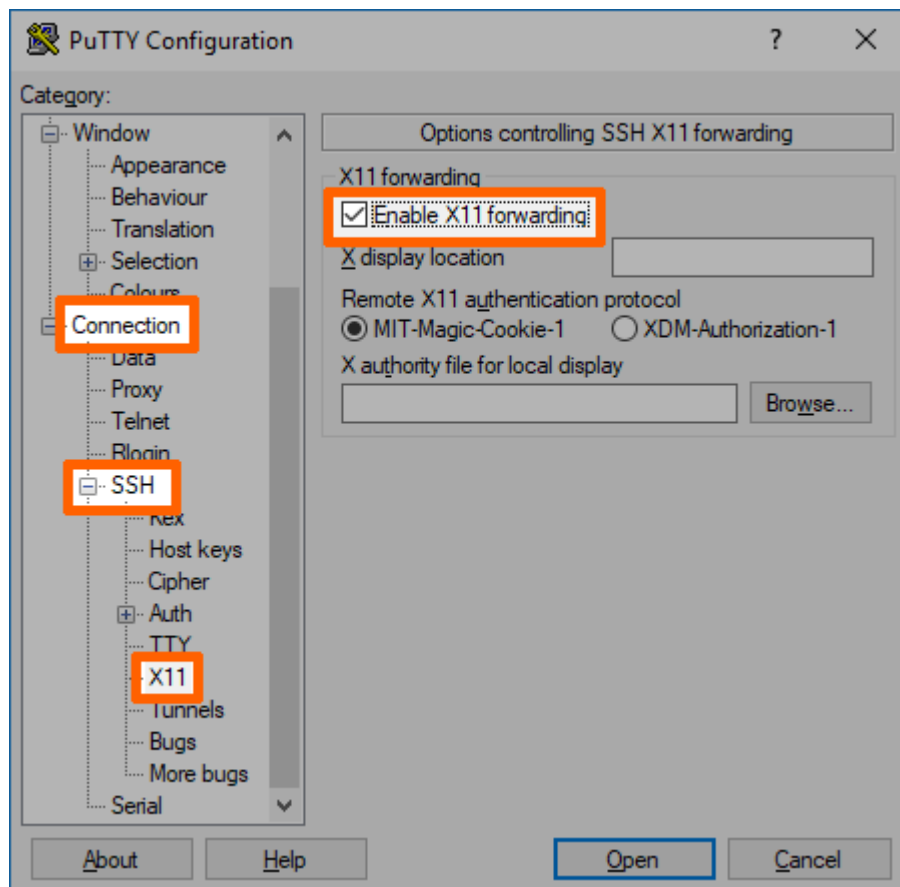 PuTTY Configuration
?
Category:
Window
Appearance
Behaviour
Translation
Selection
Colours
Connection
Data
Proxy
Telnet
Rlogin
SSH
Kex
Host keys
Cipher
Auth
TTY
X11
Tunnels
Bugs
More bugs
Serial
Options controlling SSH X11 forwarding
X11 forwarding
Enable X11 forwarding
X display location
Remote X11 authentication protocol
MIT-Magic-Cookie-1 XDM-Authorization-1
X authority file for local display
Browse...
About Help Open Cancel